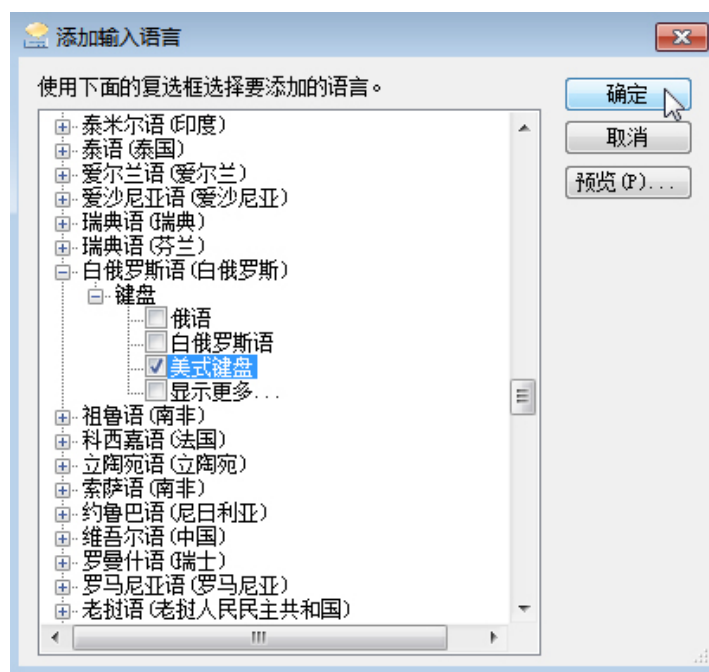 添加输入语言
使用下面的复选框选择要添加的语言。
确定
取消
预览(P)...
泰米尔语(印度)
泰语(泰国)
爱尔兰语(爱尔兰)
爱沙尼亚语(爱沙尼亚)
瑞典语(瑞典)
瑞典语(芬兰)
白俄罗斯语(白俄罗斯)
键盘
俄语
白俄罗斯语
美式键盘
显示更多...
祖鲁语(南非)
科西嘉语(法国)
立陶宛语(立陶宛)
索萨语(南非)
约鲁巴语(尼日利亚)
维吾尔语(中国)
罗曼什语(瑞士)
罗马尼亚语(罗马尼亚)
老挝语(老挝人民民主共和国)